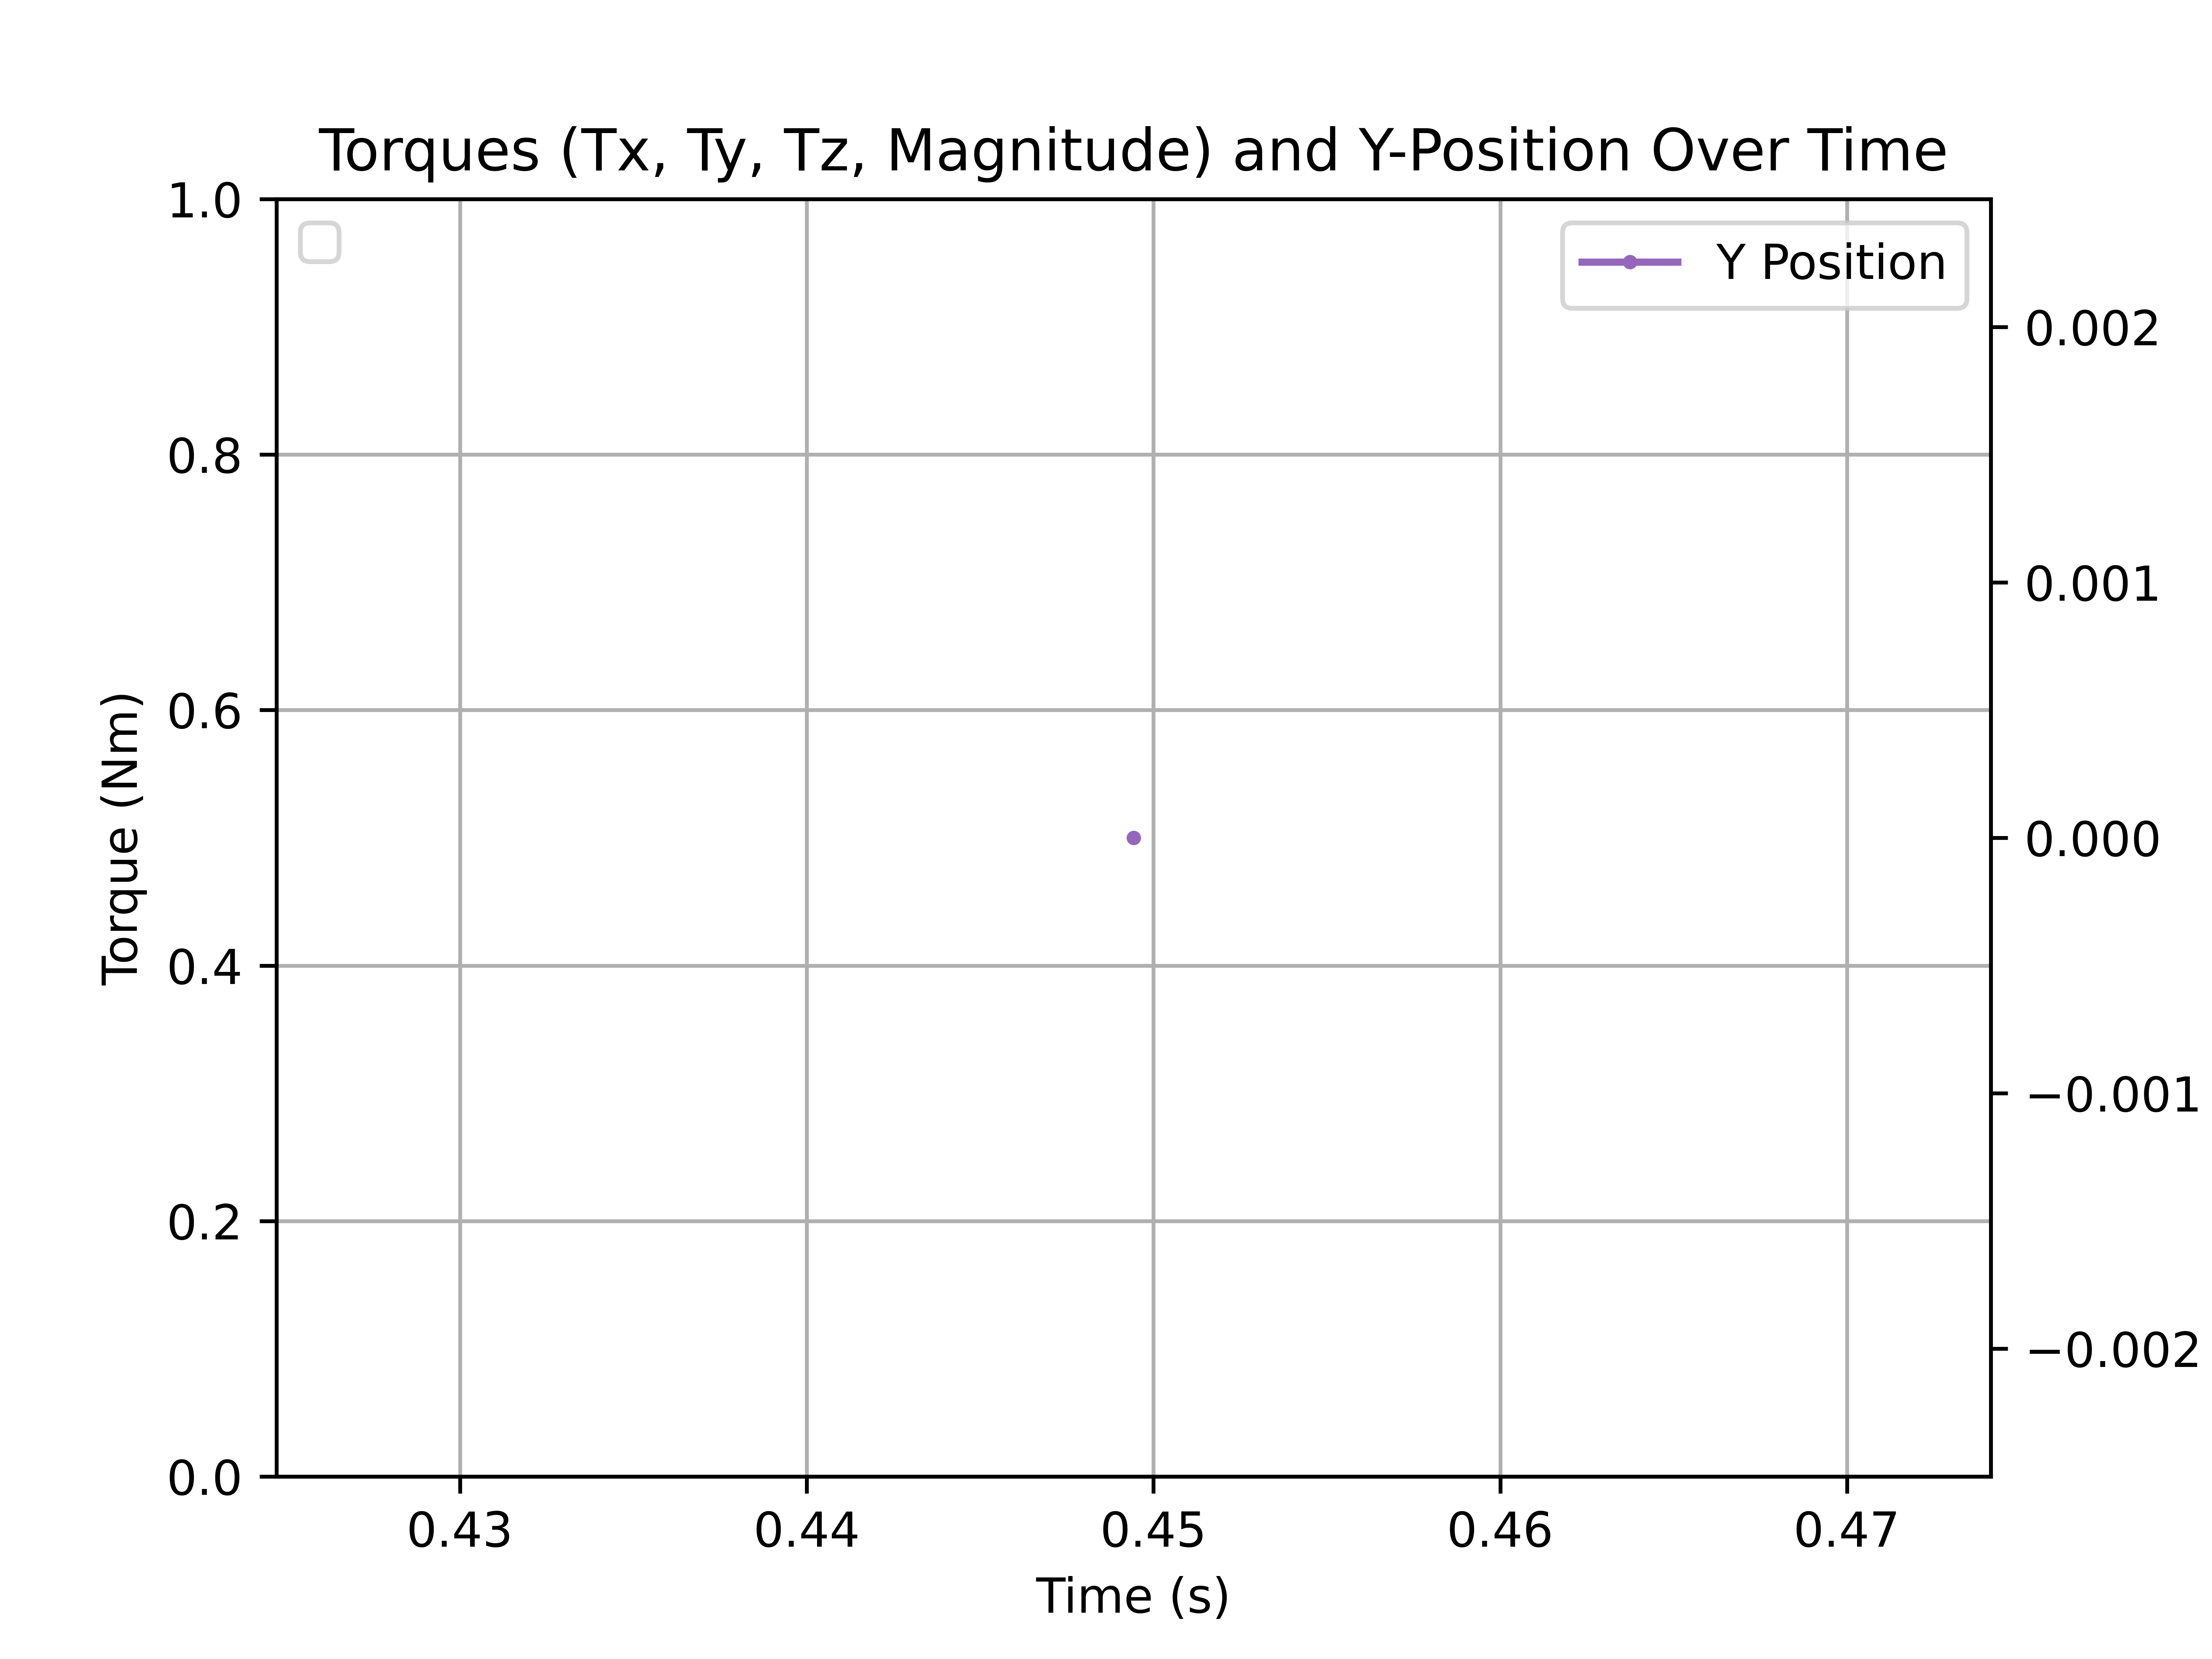 Torques (Tx, Ty, Tz, Magnitude) and Y-Position Over Time
Y Position
Torque (Nm)
1.0
0.8
0.6
0.4
0.2
0.0
0.002
0.001
0.000
−0.001
−0.002
0.43 0.44 0.45 0.46 0.47
Time (s)